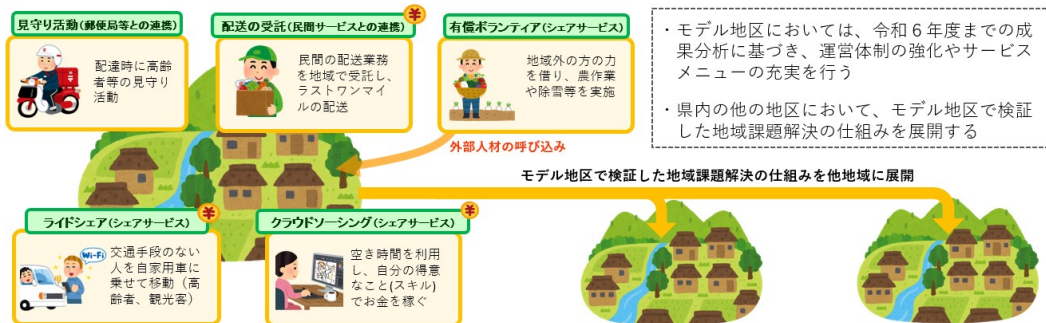 見守り活動(郵便局等との連携)
配達時に高齢
者等の見守り
活動
配送の受託(民間サービスとの連携)
¥
民間の配送業務
を地域で受託し、
ラストワンマ
イルの配送
有償ボランティア(シェアサービス)
¥
地域外の方の力
を借り、農作業
や除雪等を実施
・モデル地区においては、令和６年度までの成
果分析に基づき、運営体制の強化やサービス
メニューの充実を行う
・県内の他の地区において、モデル地区で検証
した地域課題解決の仕組みを展開する
外部人材の呼び込み
モデル地区で検証した地域課題解決の仕組みを他地域に展開
ライドシェア(シェアサービス)
¥
Wi-Fi
交通手段のない
人を自家用車に
乗せて移動（高
齢者、観光客）
クラウドソーシング(シェアサービス)
¥
空き時間を利用
し、自分の得意
なこと(スキル)
でお金を稼ぐ